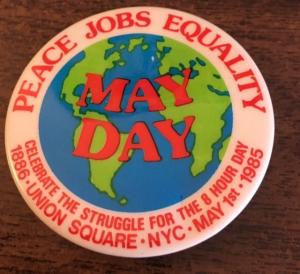 PEACE JOBS EQUALITY
MAY
DAY
CELEBRATE THE STRUGGLE FOR THE 8 HOUR DAY
1886 · UNION SQUARE · NYC · MAY 1st · 1985